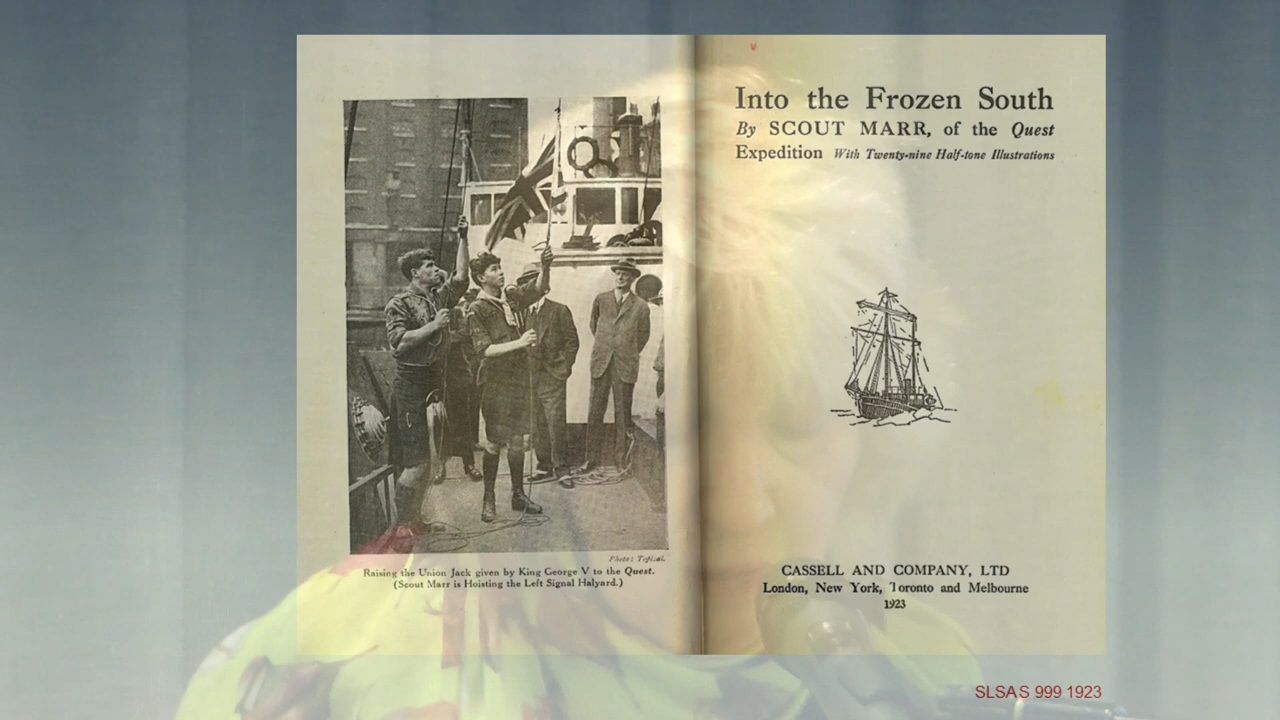 Photo: Topical.
Raising the Union Jack given by King George V to the Quest.
(Scout Marr is Hoisting the Left Signal Halyard.)
Into the Frozen South
By SCOUT MARR, of the Quest
Expedition With Twenty-nine Half-tone Illustrations
CASSELL AND COMPANY, LTD
London, New York, Toronto and Melbourne
1923
SLSAS 999 1923